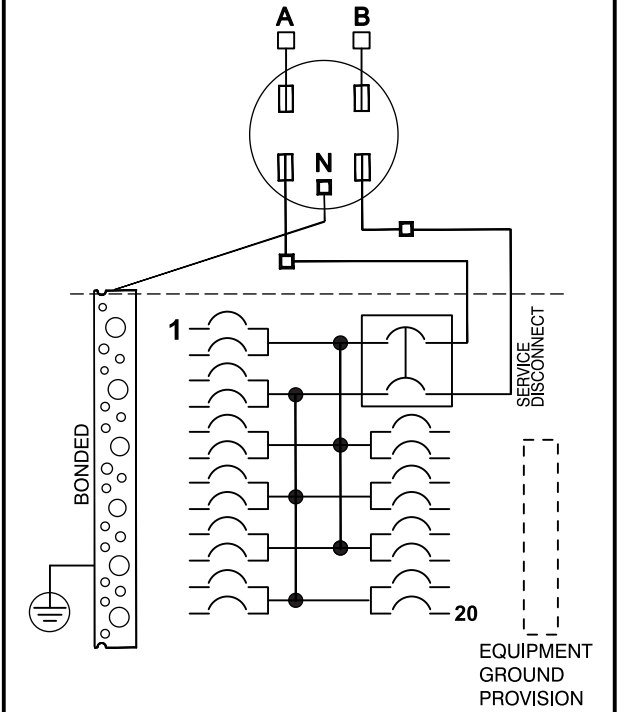 A B
N
1
SERVICE
DISCONNECT
BONDED
20
EQUIPMENT
GROUND
PROVISION